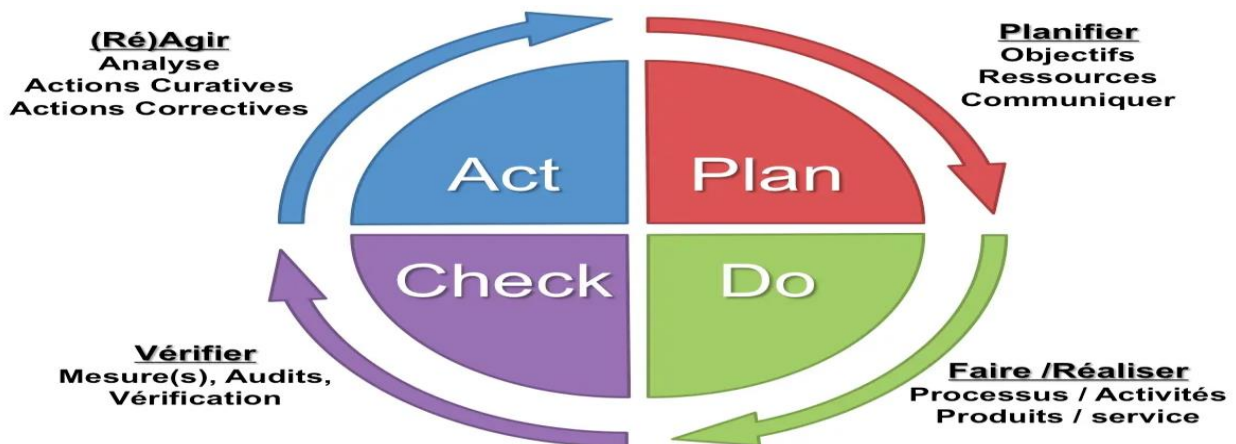 (Ré)Agir
Analyse
Actions Curatives
Actions Correctives
Planifier
Objectifs
Ressources
Communiquer
Act
Plan
Check
Do
Vérifier
Mesure(s), Audits,
Vérification
Faire /Réaliser
Processus / Activités
Produits / service